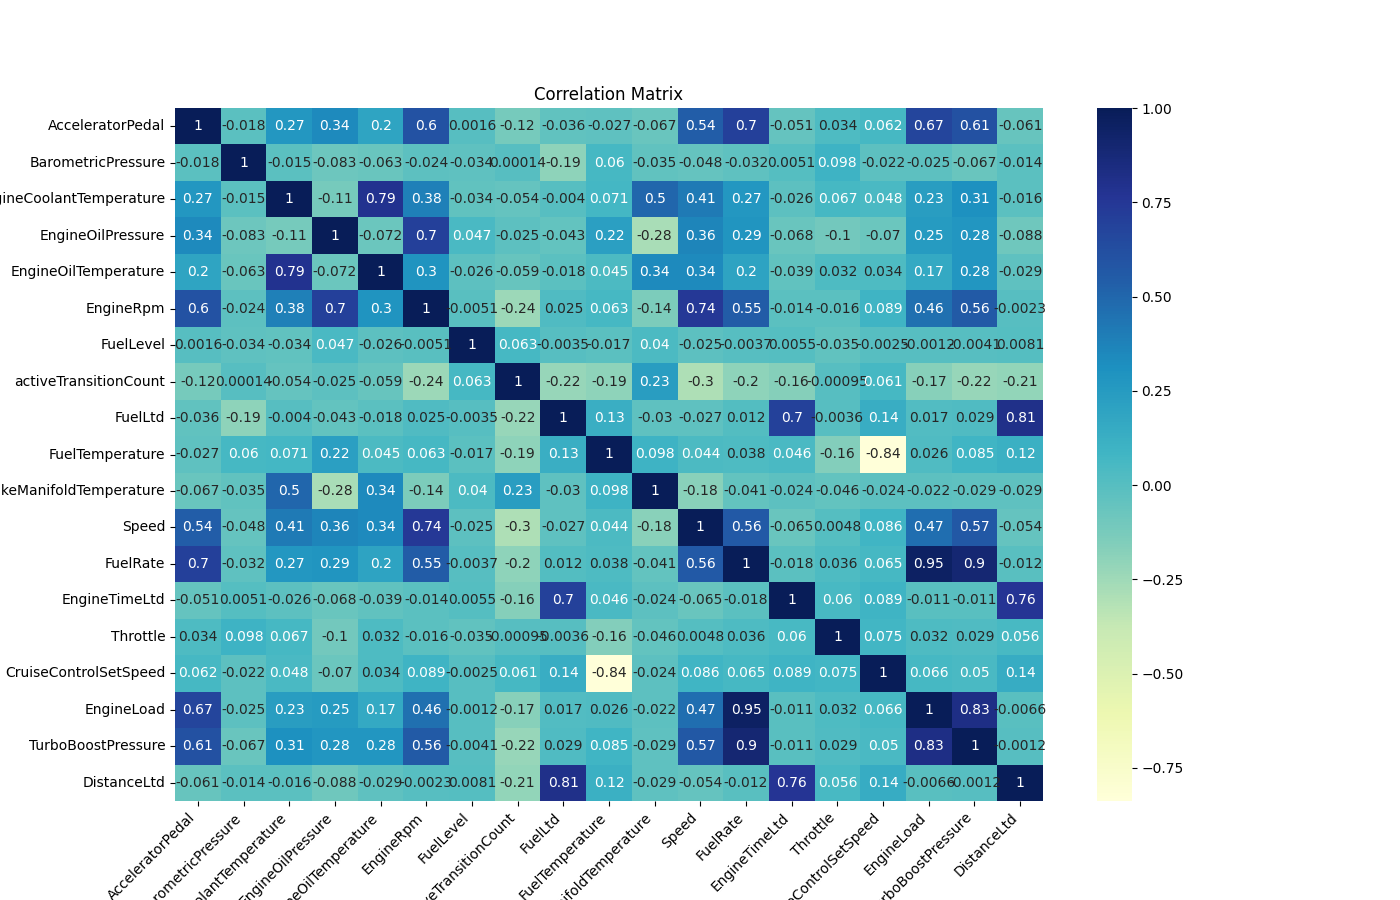 Correlation Matrix
AcceleratorPedal 1 -0.018 0.27 0.34 0.2 0.6 0.0016 -0.12 -0.036 -0.027 -0.067 0.54 0.7 -0.051 0.034 0.062 0.67 0.61 -0.061
BarometricPressure -0.018 1 -0.015 -0.083 -0.063 -0.024 -0.034 0.00014 -0.19 0.06 -0.035 -0.048 -0.032 0.0051 0.098 -0.022 -0.025 -0.067 -0.014
gineCoolantTemperature 0.27 -0.015 1 -0.11 0.79 0.38 -0.034 -0.054 -0.004 0.071 0.5 0.41 0.27 -0.026 0.067 0.048 0.23 0.31 -0.016
EngineOilPressure 0.34 -0.083 -0.11 1 -0.072 0.7 0.047 -0.025 -0.043 0.22 -0.28 0.36 0.29 -0.068 -0.1 -0.07 0.25 0.28 -0.088
EngineOilTemperature 0.2 -0.063 0.79 -0.072 1 0.3 -0.026 -0.059 -0.018 0.045 0.34 0.34 0.2 -0.039 0.032 0.034 0.17 0.28 -0.029
EngineRpm 0.6 -0.024 0.38 0.7 0.3 1 -0.0051 -0.24 0.025 0.063 -0.14 0.74 0.55 -0.014 -0.016 0.089 0.46 0.56 -0.0023
FuelLevel 0.0016 -0.034 -0.034 0.047 -0.026 -0.0051 1 0.063 -0.0035 -0.017 0.04 -0.025 -0.0037 0.0055 -0.035 -0.0025 -0.0012 -0.0041 0.0081
activeTransitionCount -0.12 0.00014 -0.054 -0.025 -0.059 -0.24 0.063 1 -0.22 -0.19 0.23 -0.3 -0.2 -0.16 -0.00095 0.061 -0.17 -0.22 -0.21
FuelLtd -0.036 -0.19 -0.004 -0.043 -0.018 0.025 -0.0035 -0.22 1 0.13 -0.03 -0.027 0.012 0.7 -0.0036 0.14 0.017 0.029 0.81
FuelTemperature -0.027 0.06 0.071 0.22 0.045 0.063 -0.017 -0.19 0.13 1 0.098 0.044 0.038 0.046 -0.16 -0.84 0.026 0.085 0.12
keManifoldTemperature -0.067 -0.035 0.5 -0.28 0.34 -0.14 0.04 0.23 -0.03 0.098 1 -0.18 -0.041 -0.024 -0.046 -0.024 -0.022 -0.029 -0.029
Speed 0.54 -0.048 0.41 0.36 0.34 0.74 -0.025 -0.3 -0.027 0.044 -0.18 1 0.56 -0.065 0.0048 0.086 0.47 0.57 -0.054
FuelRate 0.7 -0.032 0.27 0.29 0.2 0.55 -0.0037 -0.2 0.012 0.038 -0.041 0.56 1 -0.018 0.036 0.065 0.95 0.9 -0.012
EngineTimeLtd -0.051 0.0051 -0.026 -0.068 -0.039 -0.014 0.0055 -0.16 0.7 0.046 -0.024 -0.065 -0.018 1 0.06 0.089 -0.011 -0.011 0.76
Throttle 0.034 0.098 0.067 -0.1 0.032 -0.016 -0.035 -0.00095 -0.0036 -0.16 -0.046 0.0048 0.036 0.06 1 0.075 0.032 0.029 0.056
CruiseControlSetSpeed 0.062 -0.022 0.048 -0.07 0.034 0.089 -0.0025 0.061 0.14 -0.84 -0.024 0.086 0.065 0.089 0.075 1 0.066 0.05 0.14
EngineLoad 0.67 -0.025 0.23 0.25 0.17 0.46 -0.0012 -0.17 0.017 0.026 -0.022 0.47 0.95 -0.011 0.032 0.066 1 0.83 -0.0066
TurboBoostPressure 0.61 -0.067 0.31 0.28 0.28 0.56 -0.0041 -0.22 0.029 0.085 -0.029 0.57 0.9 -0.011 0.029 0.05 0.83 1 -0.0012
DistanceLtd -0.061 -0.014 -0.016 -0.088 -0.029 -0.0023 0.0081 -0.21 0.81 0.12 -0.029 -0.054 -0.012 0.76 0.056 0.14 -0.0066 -0.0012 1
AcceleratorPedal
rometricPressure
olantTemperature
EngineOilPressure
neOilTemperature
EngineRpm
FuelLevel
veTransitionCount
FuelLtd
FuelTemperature
nifoldTemperature
Speed
FuelRate
EngineTimeLtd
Throttle
eControlSetSpeed
EngineLoad
rboBoostPressure
DistanceLtd
1.00
0.75
0.50
0.25
0.00
−0.25
−0.50
−0.75